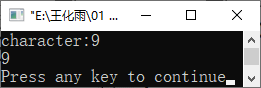 "E:\王化雨\01 ...
character:9
9
Press any key to continue